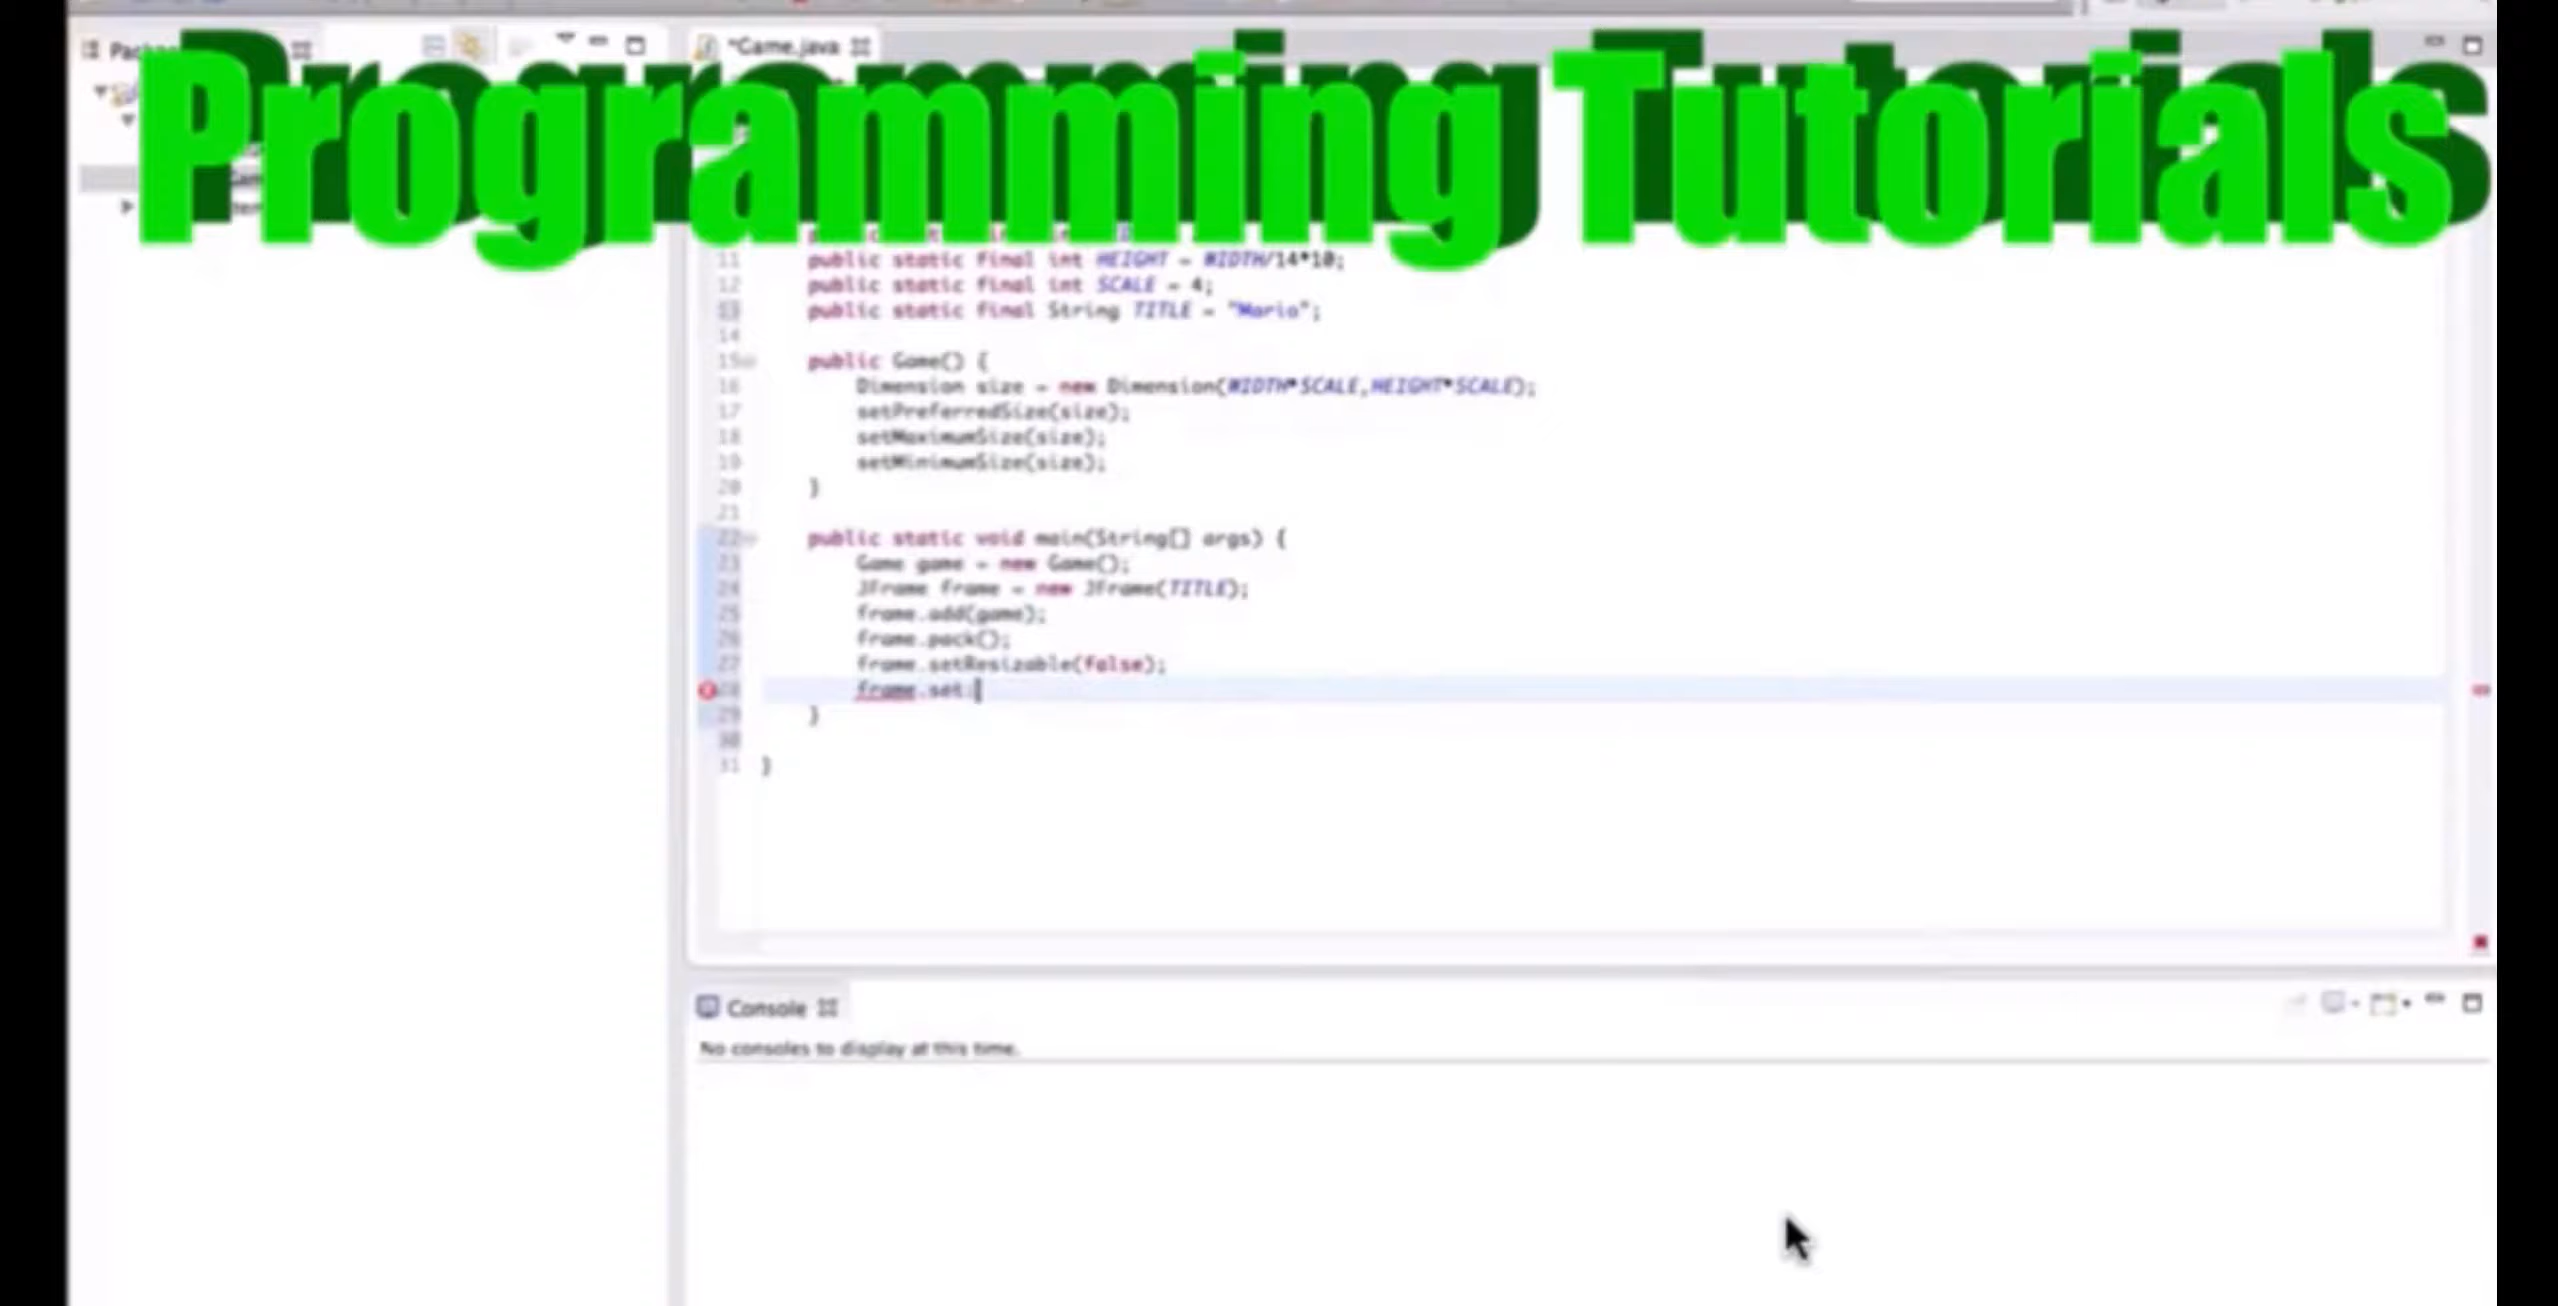 Programming Tutorials
*Game.java
11 public static final int HEIGHT = WIDTH/14*10;
12 public static final int SCALE = 4;
13 public static final String TITLE = "Mario";
14
15 public Game() {
16 Dimension size = new Dimension(WIDTH*SCALE,HEIGHT*SCALE);
17 setPreferredSize(size);
18 setMaximumSize(size);
19 setMinimumSize(size);
20 }
21
22 public static void main(String[] args) {
23 Game game = new Game();
24 JFrame frame = new JFrame(TITLE);
25 frame.add(game);
26 frame.pack();
27 frame.setResizable(false);
28 frame.set
29 }
30
31 }
Console
No consoles to display at this time.